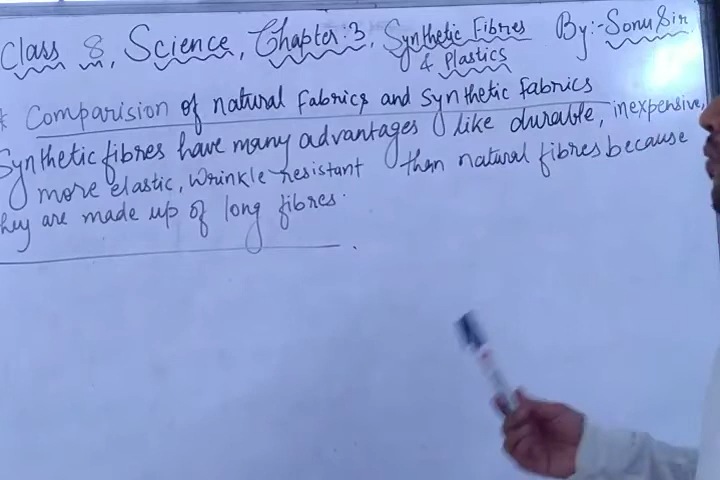 Class 8, Science, Chapter:3, Synthetic Fibres & Plastics By:- Sonu Sir
* Comparision of natural Fabrics and Synthetic fabrics
Synthetic fibres have many advantages like durable, inexpensive,
more elastic, wrinkle resistant then natural fibres because
they are made up of long fibres.